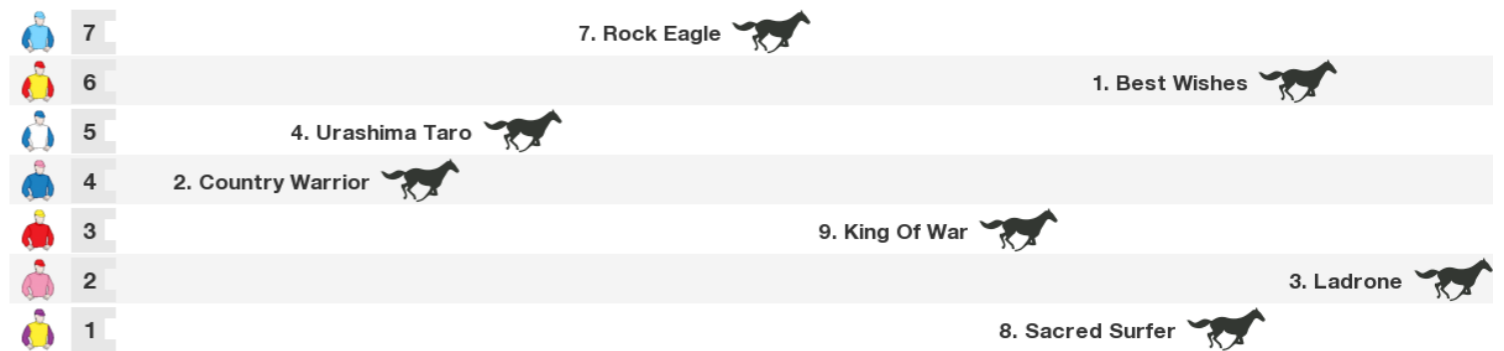 7 7. Rock Eagle
6 1. Best Wishes
5 4. Urashima Taro
4 2. Country Warrior
3 9. King Of War
2 3. Ladrone
1 8. Sacred Surfer